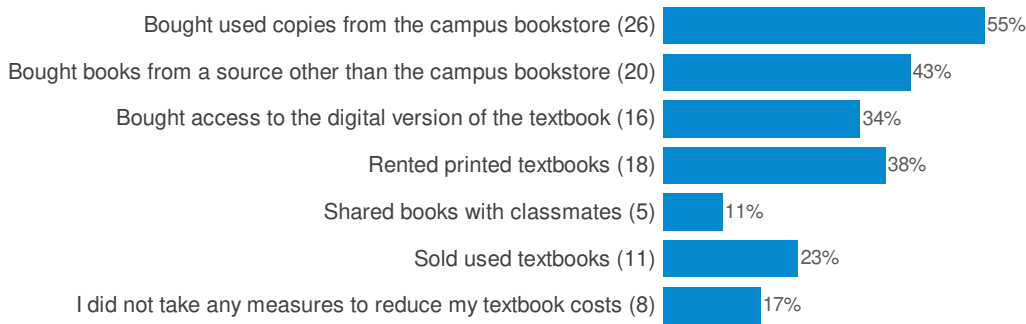 Bought used copies from the campus bookstore (26) 55%
Bought books from a source other than the campus bookstore (20) 43%
Bought access to the digital version of the textbook (16) 34%
Rented printed textbooks (18) 38%
Shared books with classmates (5) 11%
Sold used textbooks (11) 23%
I did not take any measures to reduce my textbook costs (8) 17%